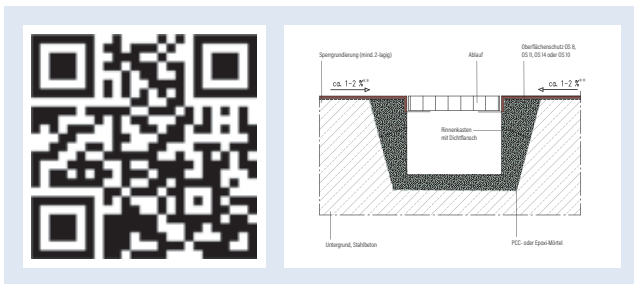 Sperrgrundierung (mind. 2-lagig)
Ablauf
Oberflächenschutz OS 8,
OS 11, OS 14 oder OS 10
ca. 1-2 %**
ca. 1-2 %**
Rinnenkasten
mit Dichtflansch
Untergrund, Stahlbeton
PCC- oder Epoxi-Mörtel